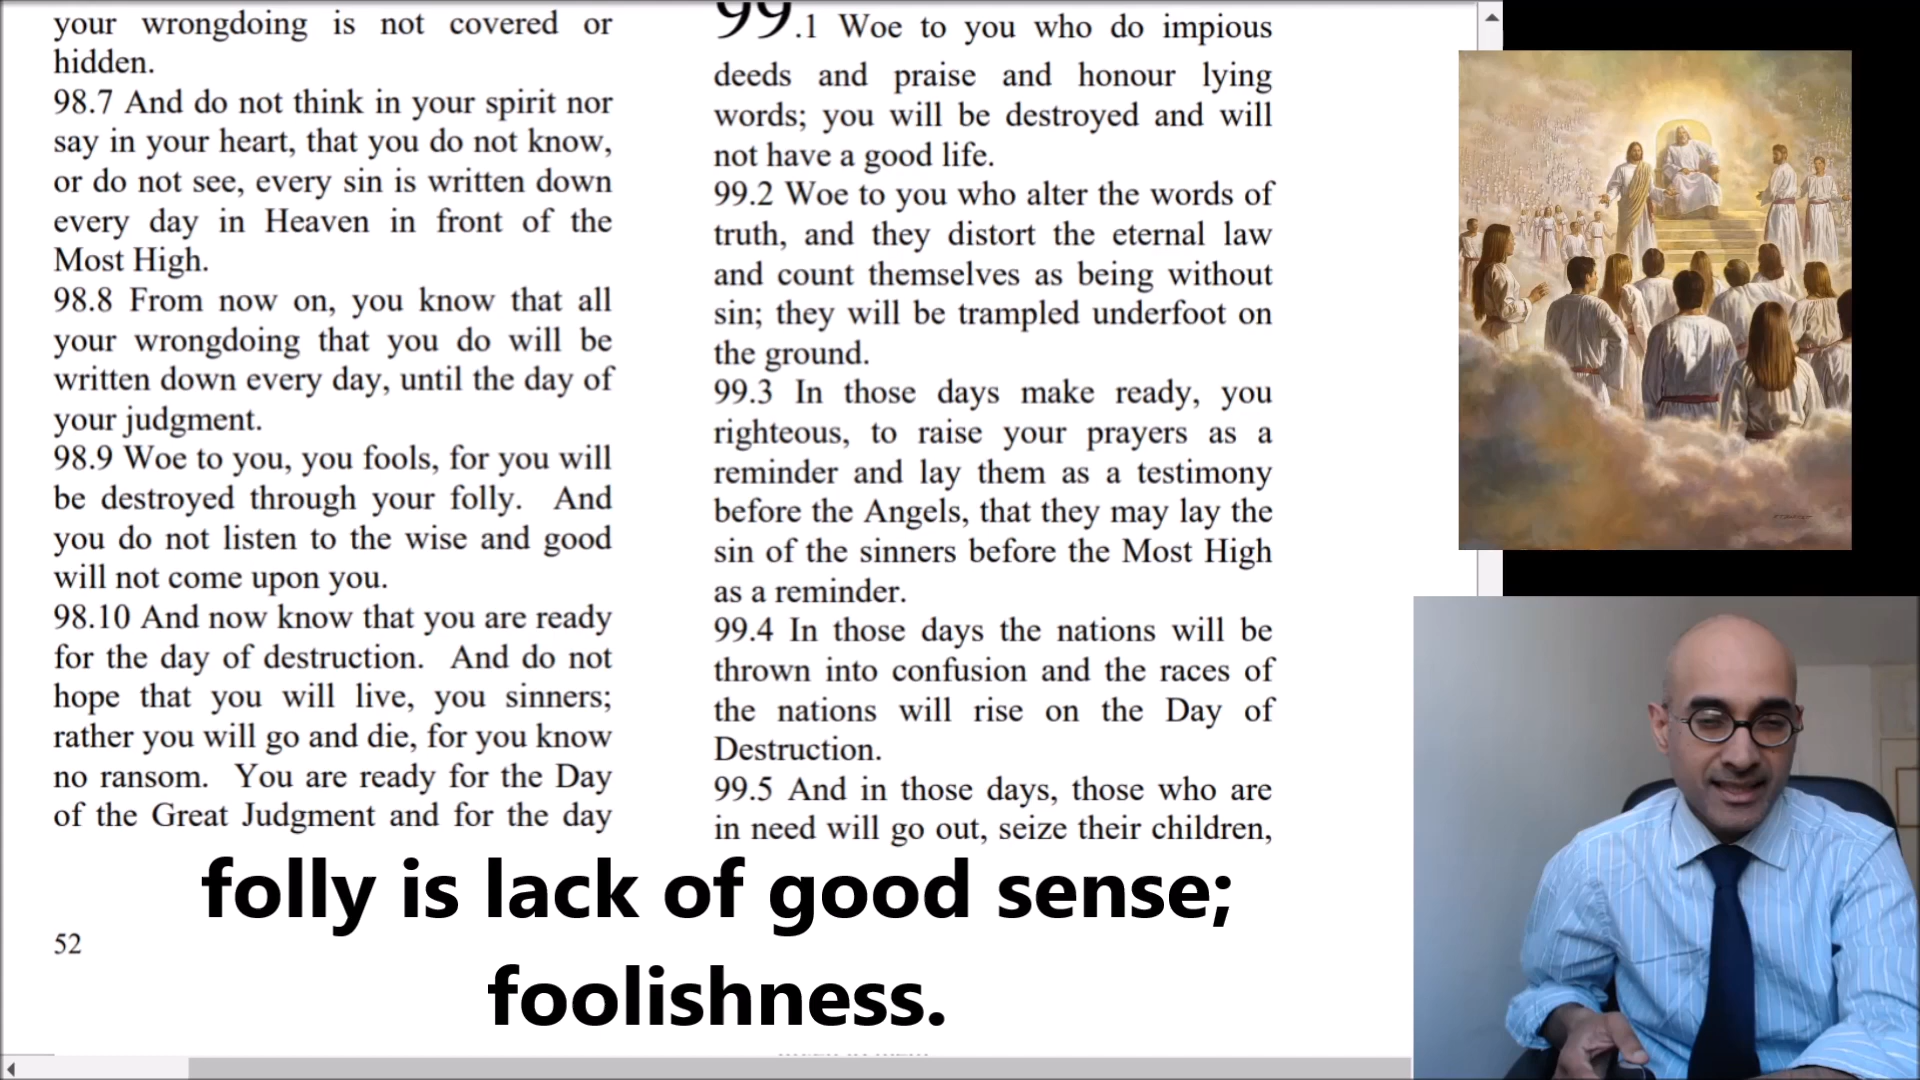 your wrongdoing is not covered or
hidden.
98.7 And do not think in your spirit nor
say in your heart, that you do not know,
or do not see, every sin is written down
every day in Heaven in front of the
Most High.
98.8 From now on, you know that all
your wrongdoing that you do will be
written down every day, until the day of
your judgment.
98.9 Woe to you, you fools, for you will
be destroyed through your folly. And
you do not listen to the wise and good
will not come upon you.
98.10 And now know that you are ready
for the day of destruction. And do not
hope that you will live, you sinners;
rather you will go and die, for you know
no ransom. You are ready for the Day
of the Great Judgment and for the day
99.1 Woe to you who do impious
deeds and praise and honour lying
words; you will be destroyed and will
not have a good life.
99.2 Woe to you who alter the words of
truth, and they distort the eternal law
and count themselves as being without
sin; they will be trampled underfoot on
the ground.
99.3 In those days make ready, you
righteous, to raise your prayers as a
reminder and lay them as a testimony
before the Angels, that they may lay the
sin of the sinners before the Most High
as a reminder.
99.4 In those days the nations will be
thrown into confusion and the races of
the nations will rise on the Day of
Destruction.
99.5 And in those days, those who are
in need will go out, seize their children,
folly is lack of good sense;
foolishness.
52